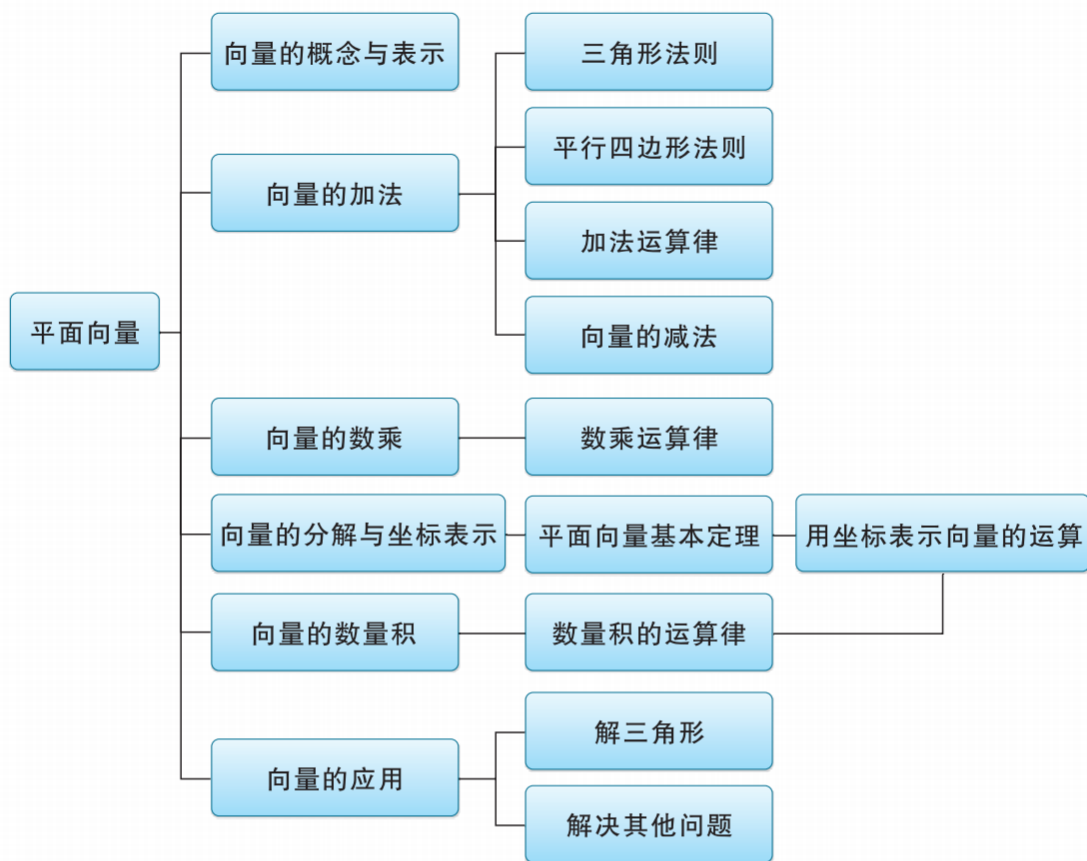 平面向量
向量的概念与表示
向量的加法
三角形法则
平行四边形法则
加法运算律
向量的减法
向量的数乘
数乘运算律
向量的分解与坐标表示
平面向量基本定理
用坐标表示向量的运算
向量的数量积
数量积的运算律
向量的应用
解三角形
解决其他问题